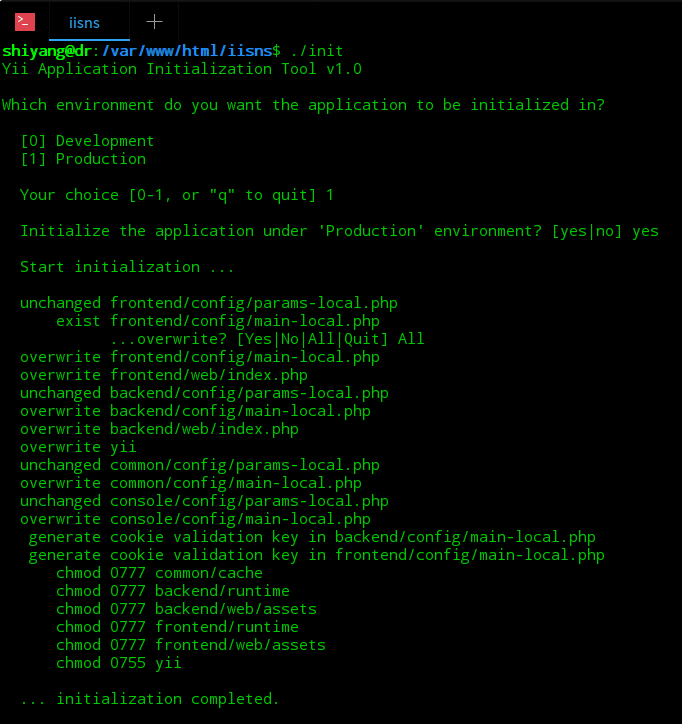 iisns
shiyang@dr:/var/www/html/iisns$ ./init
Yii Application Initialization Tool v1.0
Which environment do you want the application to be initialized in?
[0] Development
[1] Production
Your choice [0-1, or "q" to quit] 1
Initialize the application under 'Production' environment? [yes|no] yes
Start initialization ...
unchanged frontend/config/params-local.php
exist frontend/config/main-local.php
...overwrite? [Yes|No|All|Quit] All
overwrite frontend/config/main-local.php
overwrite frontend/web/index.php
unchanged backend/config/params-local.php
overwrite backend/config/main-local.php
overwrite backend/web/index.php
overwrite yii
unchanged common/config/params-local.php
overwrite common/config/main-local.php
unchanged console/config/params-local.php
overwrite console/config/main-local.php
generate cookie validation key in backend/config/main-local.php
generate cookie validation key in frontend/config/main-local.php
chmod 0777 common/cache
chmod 0777 backend/runtime
chmod 0777 backend/web/assets
chmod 0777 frontend/runtime
chmod 0777 frontend/web/assets
chmod 0755 yii
... initialization completed.